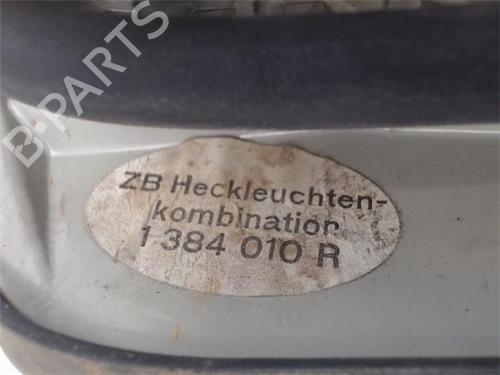 B-PARTS
ZB Heckleuchten-
kombination
1 384 010 R